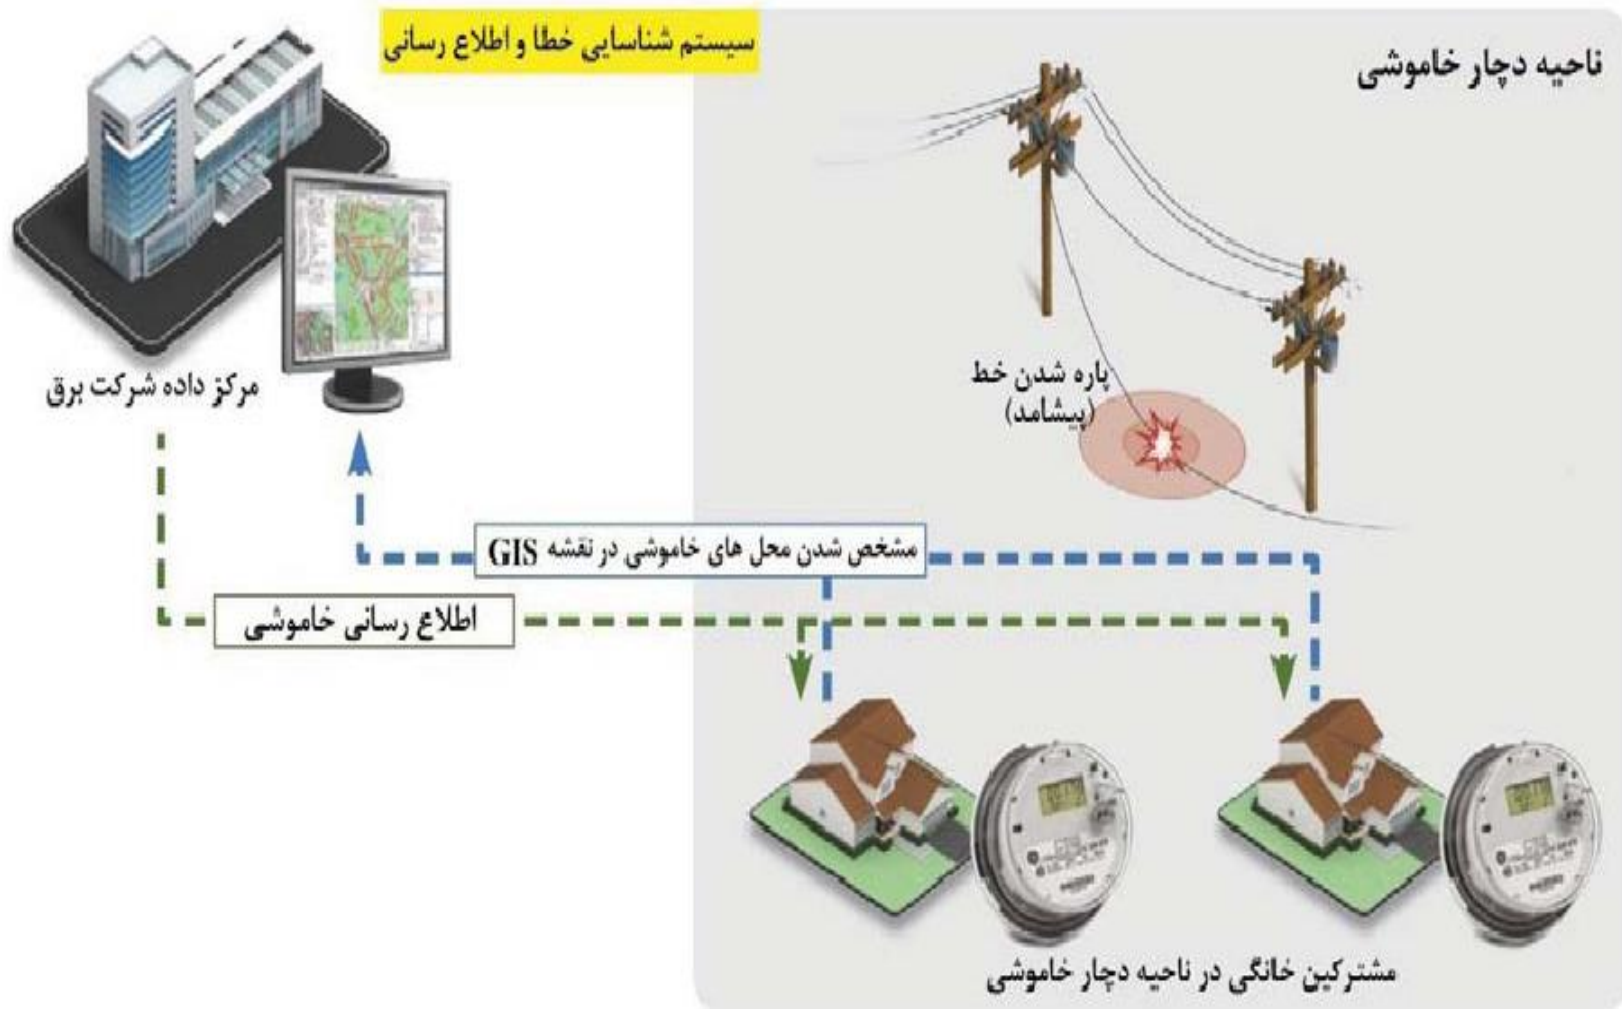 سیستم شناسایی خطا و اطلاع رسانی
ناحیه دچار خاموشی
پاره شدن خط
(پیشامد)
مرکز داده شرکت برق
مشخص شدن محل های خاموشی در نقشه GIS
اطلاع رسانی خاموشی
مشترکین خانگی در ناحیه دچار خاموشی